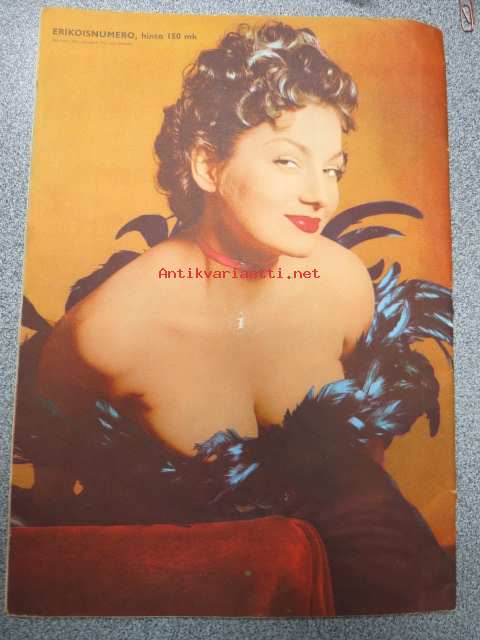 ERIKOISNUMERO, hinta 150 mk
Antikvariaatti.net